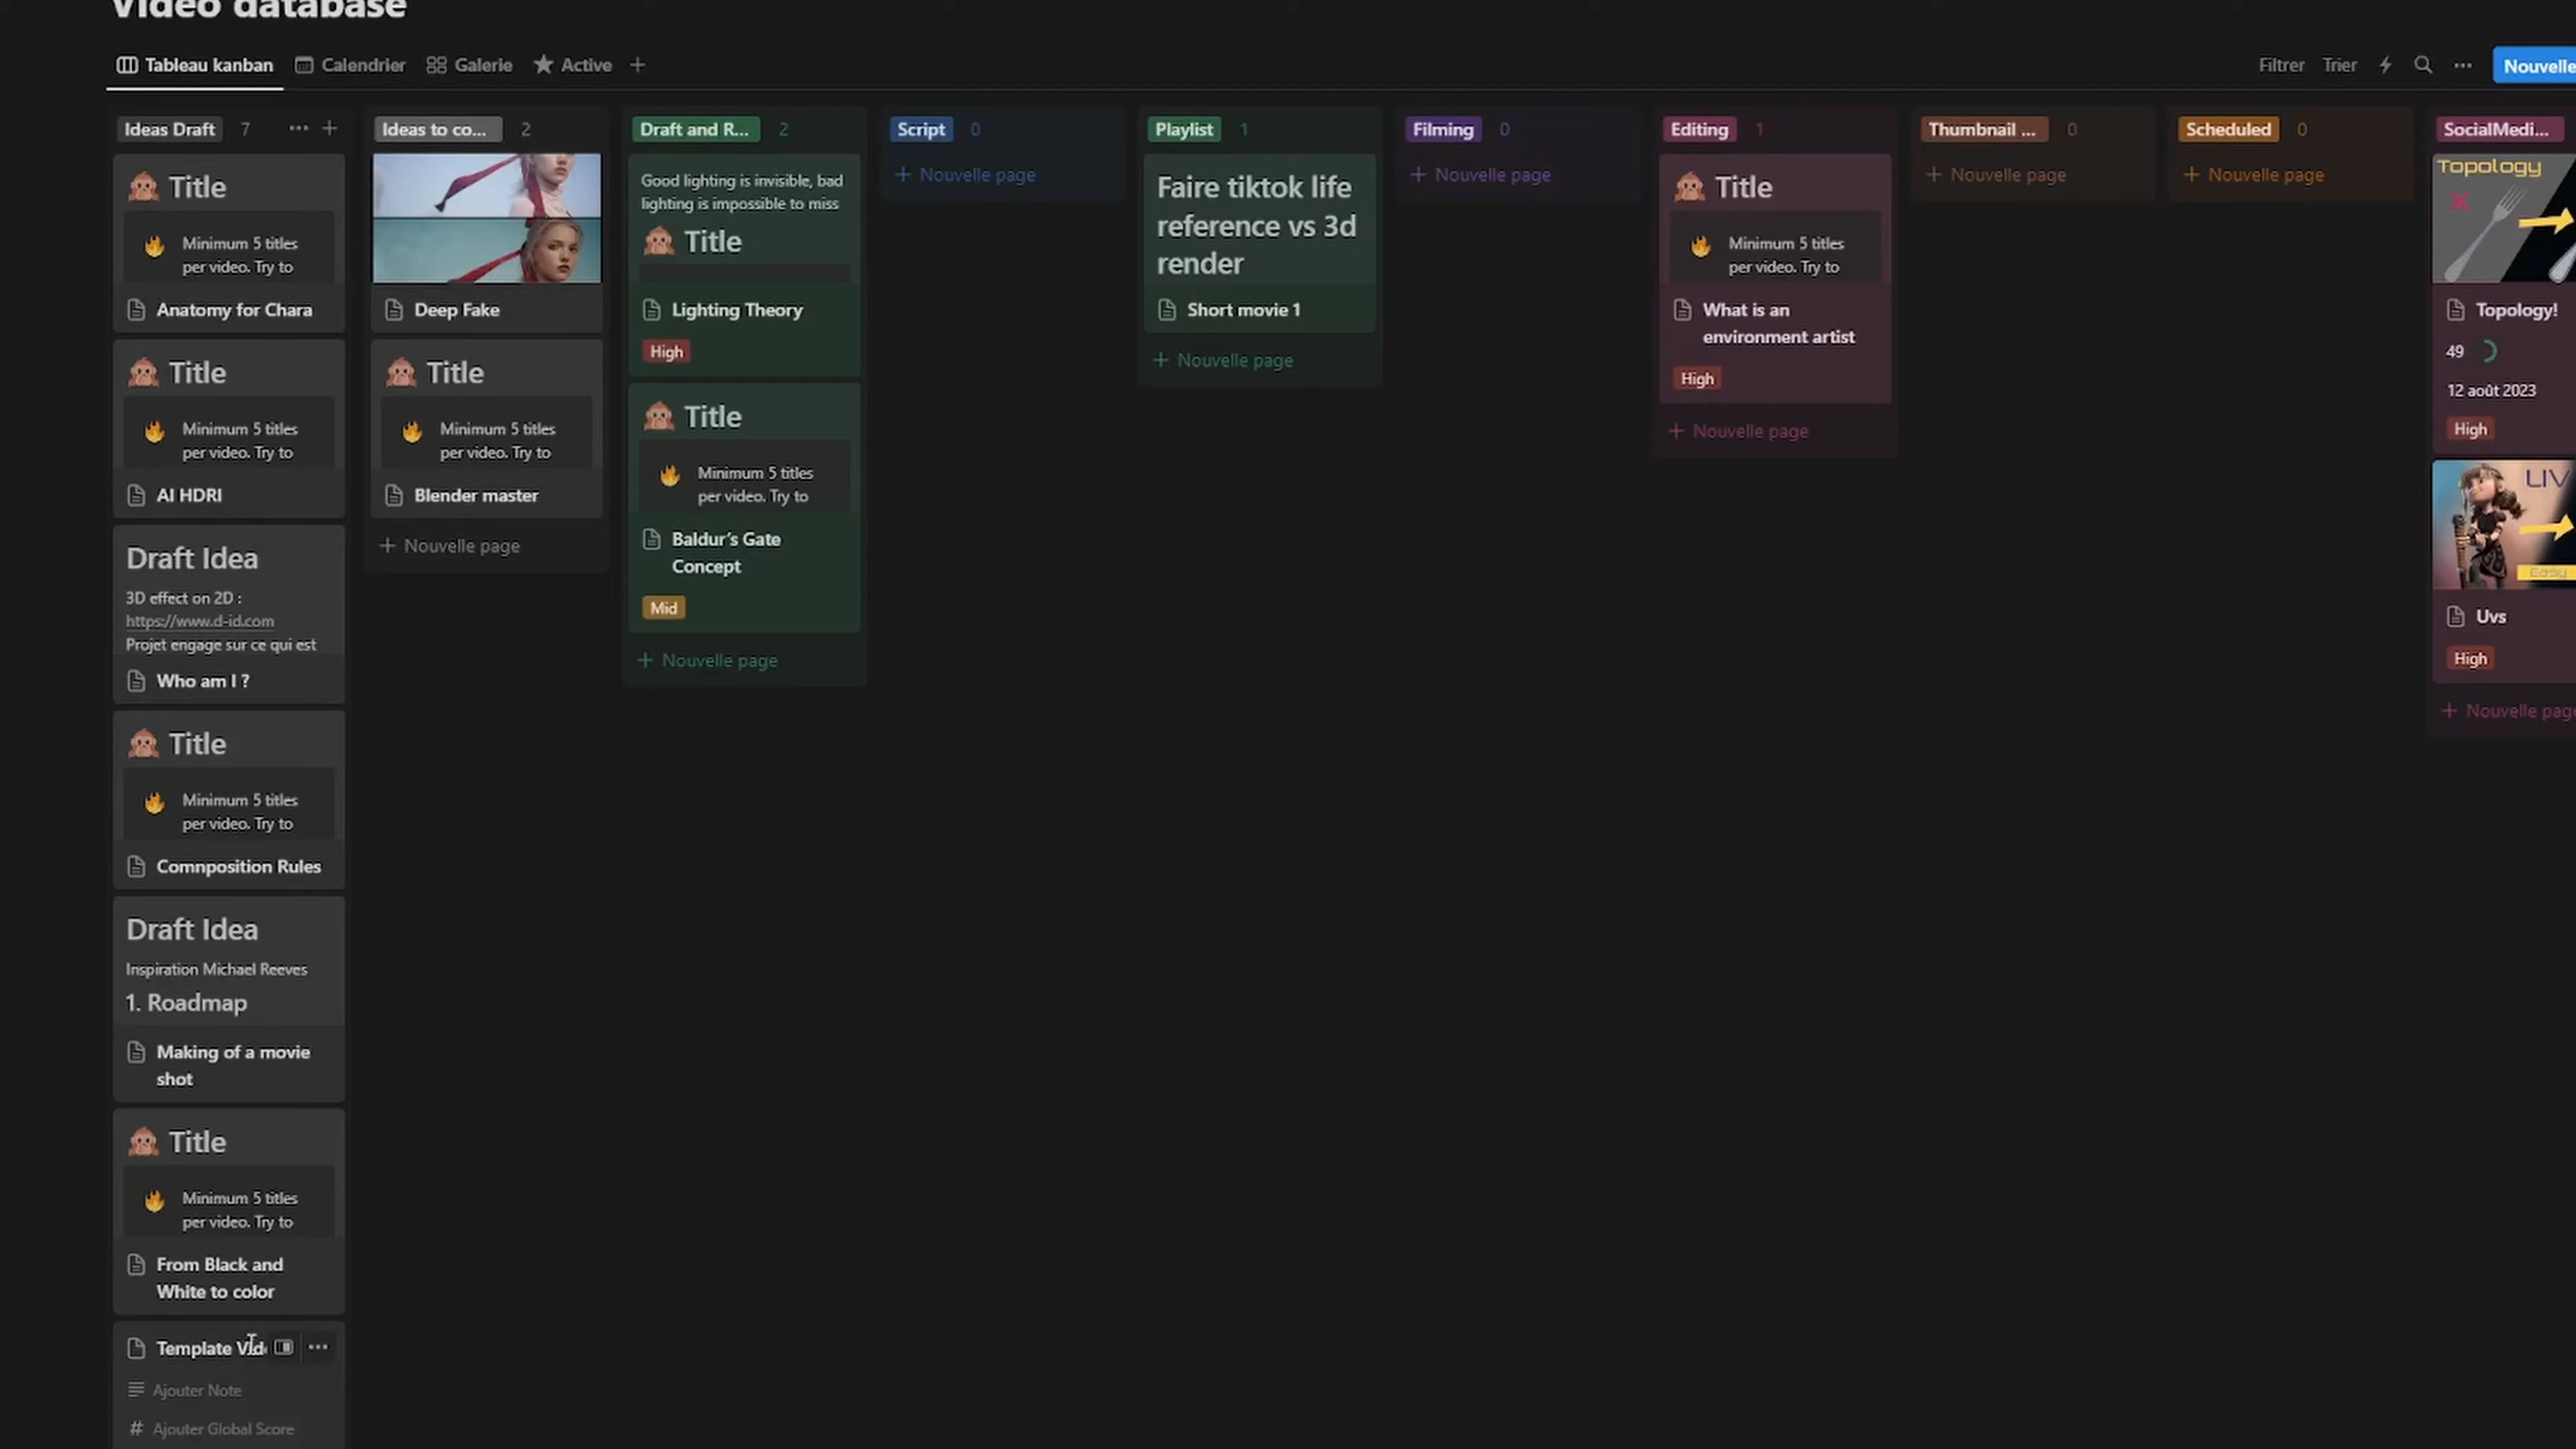 Video database
Tableau kanban
Calendrier
Galerie
Active
Filtrer
Trier
Nouvelle
Ideas Draft 7
Title
Minimum 5 titles
per video. Try to
Anatomy for Chara
Title
Minimum 5 titles
per video. Try to
AI HDRI
Draft Idea
3D effect on 2D :
https://www.d-id.com
Projet engage sur ce qui est
Who am I ?
Title
Minimum 5 titles
per video. Try to
Comnposition Rules
Draft Idea
Inspiration Michael Reeves
1. Roadmap
Making of a movie
shot
Title
Minimum 5 titles
per video. Try to
From Black and
White to color
Template Vid
Ajouter Note
# Ajouter Global Score
Ideas to co... 2
Deep Fake
Title
Minimum 5 titles
per video. Try to
Blender master
+ Nouvelle page
Draft and R... 2
Good lighting is invisible, bad
lighting is impossible to miss
Title
Lighting Theory
High
Title
Minimum 5 titles
per video. Try to
Baldur's Gate
Concept
Mid
+ Nouvelle page
Script 0
+ Nouvelle page
Playlist 1
Faire tiktok life
reference vs 3d
render
Short movie 1
+ Nouvelle page
Filming 0
+ Nouvelle page
Editing 1
Title
Minimum 5 titles
per video. Try to
What is an
environment artist
High
+ Nouvelle page
Thumbnail ... 0
+ Nouvelle page
Scheduled 0
+ Nouvelle page
SocialMedi...
Topology
Topology!
49
12 août 2023
High
Easy
Uvs
High
+ Nouvelle pag